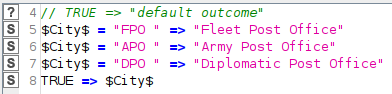 ? 4 // TRUE => "default outcome"
S 5 $City$ = "FPO " => "Fleet Post Office"
S 6 $City$ = "APO " => "Army Post Office"
S 7 $City$ = "DPO " => "Diplomatic Post Office"
S 8 TRUE => $City$